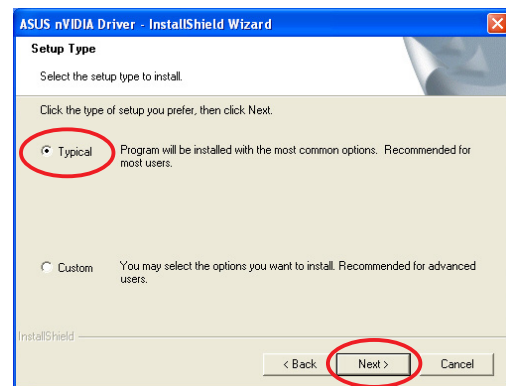 ASUS nVIDIA Driver - InstallShield Wizard
Setup Type
Select the setup type to install.
Click the type of setup you prefer, then click Next.
Typical
Program will be installed with the most common options. Recommended for
most users.
Custom
You may select the options you want to install. Recommended for advanced
users.
InstallShield
< Back
Next >
Cancel